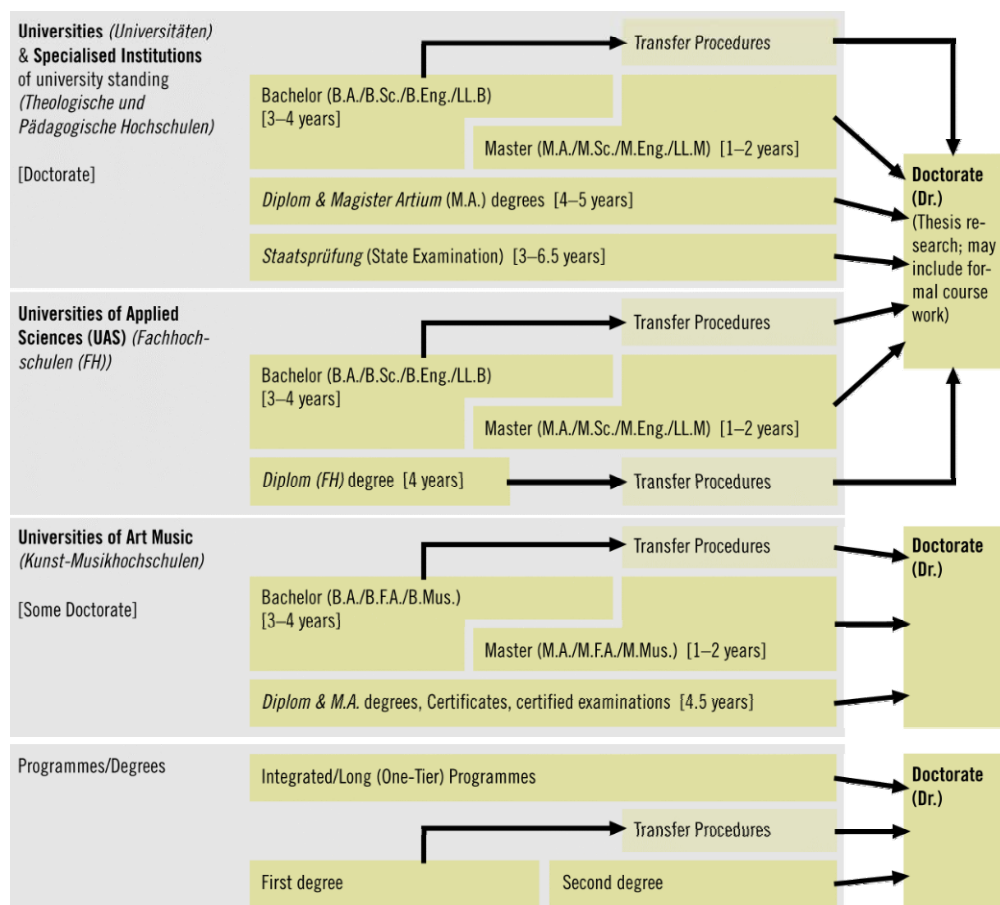 Universities (Universitäten)
& Specialised Institutions
of university standing
(Theologische und
Pädagogische Hochschulen)
[Doctorate]
Transfer Procedures
Bachelor (B.A./B.Sc./B.Eng./LL.B)
[3–4 years]
Master (M.A./M.Sc./M.Eng./LL.M) [1–2 years]
Diplom & Magister Artium (M.A.) degrees [4–5 years]
Staatsprüfung (State Examination) [3–6.5 years]
Doctorate
(Dr.)
(Thesis re-
search; may
include for-
mal course
work)
Universities of Applied
Sciences (UAS) (Fachhoch-
schulen (FH))
Transfer Procedures
Bachelor (B.A./B.Sc./B.Eng./LL.B)
[3–4 years]
Master (M.A./M.Sc./M.Eng./LL.M) [1–2 years]
Diplom (FH) degree [4 years]
Transfer Procedures
Universities of Art Music
(Kunst-Musikhochschulen)
[Some Doctorate]
Transfer Procedures
Bachelor (B.A./B.F.A./B.Mus.)
[3–4 years]
Master (M.A./M.F.A./M.Mus.) [1–2 years]
Diplom & M.A. degrees, Certificates, certified examinations [4.5 years]
Doctorate
(Dr.)
Programmes/Degrees
Integrated/Long (One-Tier) Programmes
Transfer Procedures
First degree
Second degree
Doctorate
(Dr.)